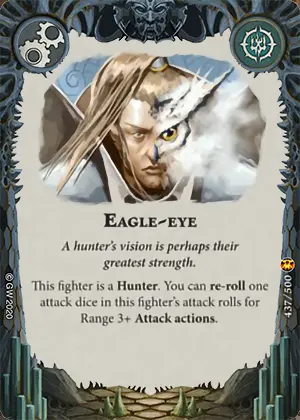 EAGLE-EYE
A hunter's vision is perhaps their
greatest strength.
This fighter is a Hunter. You can re-roll one
attack dice in this fighter's attack rolls for
Range 3+ Attack actions.
© GW 2020
437/500